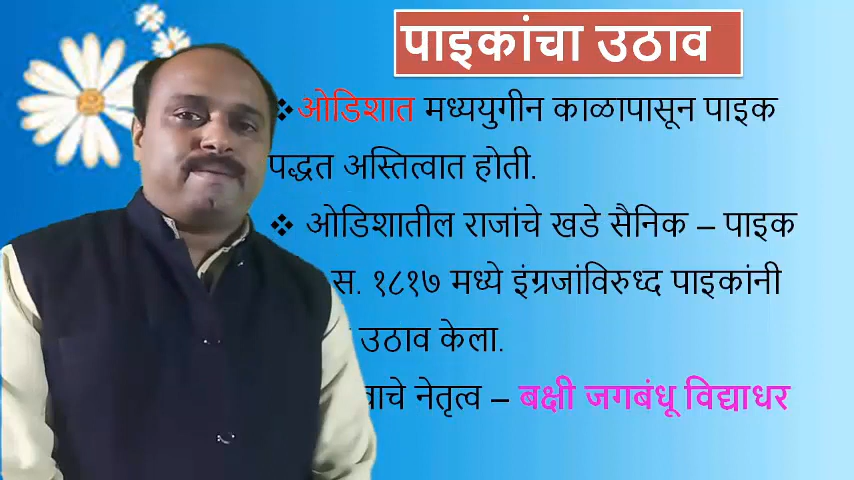 पाइकांचा उठाव
❖ओडिशात मध्ययुगीन काळापासून पाइक
पद्धत अस्तित्वात होती.
❖ ओडिशातील राजांचे खडे सैनिक – पाइक
स. १८१७ मध्ये इंग्रजांविरुध्द पाइकांनी
उठाव केला.
नेतृत्व – बक्षी जगबंधू विद्याधर